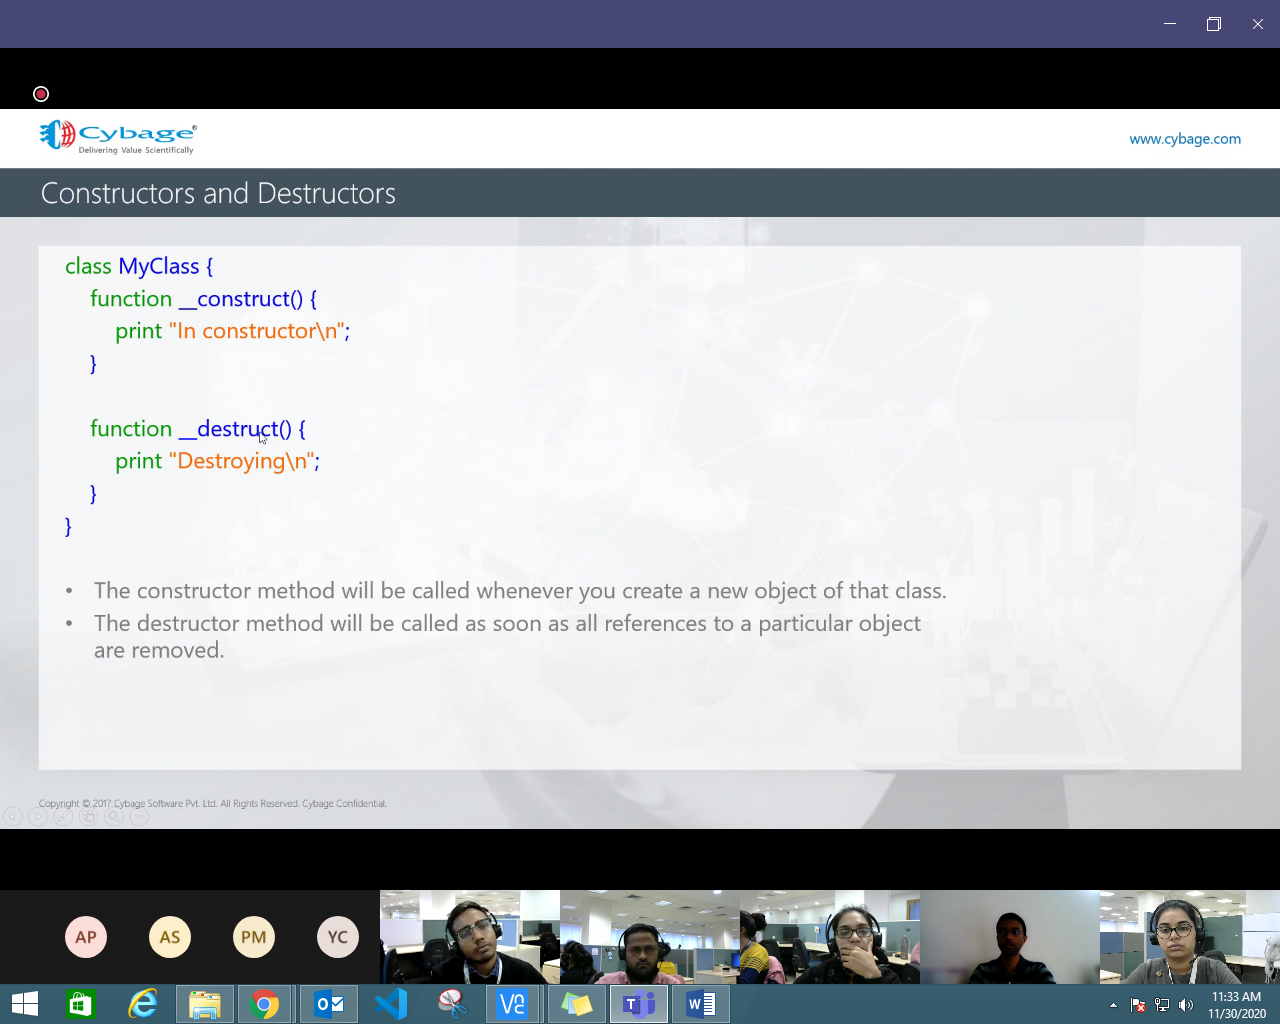 Cybage®
Delivering Value Scientifically
www.cybage.com
Constructors and Destructors
class MyClass {
function __construct() {
print "In constructor\n";
}
function __destruct() {
print "Destroying\n";
}
}
• The constructor method will be called whenever you create a new object of that class.
• The destructor method will be called as soon as all references to a particular object
are removed.
Copyright © 2017 Cybage Software Pvt. Ltd. All Rights Reserved. Cybage Confidential.
AP AS PM YC
11:33 AM
11/30/2020